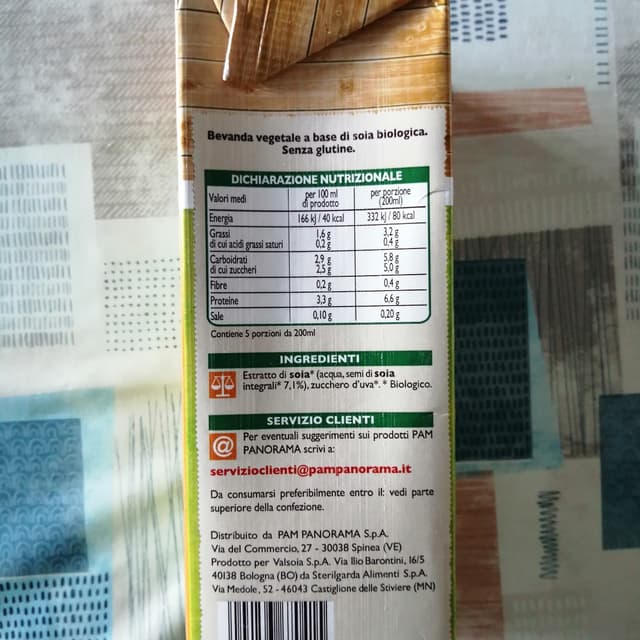 Bevanda vegetale a base di soia biologica.
Senza glutine.
DICHIARAZIONE NUTRIZIONALE
Valori medi per 100 ml di prodotto per porzione (200ml)
Energia 166 kJ / 40 kcal 332 kJ / 80 kcal
Grassi 1,6 g 3,2 g
di cui acidi grassi saturi 0,2 g 0,4 g
Carboidrati 2,9 g 5,8 g
di cui zuccheri 2,5 g 5,0 g
Fibre 0,2 g 0,4 g
Proteine 3,3 g 6,6 g
Sale 0,10 g 0,20 g
Contiene 5 porzioni da 200ml
INGREDIENTI
Estratto di soia* (acqua, semi di soia
integrali* 7,1%), zucchero d'uva*. * Biologico.
SERVIZIO CLIENTI
@ Per eventuali suggerimenti sui prodotti PAM
PANORAMA scrivi a:
servizioclienti@pampanorama.it
Da consumarsi preferibilmente entro il: vedi parte
superiore della confezione.
Distribuito da PAM PANORAMA S.p.A.
Via del Commercio, 27 - 30038 Spinea (VE)
Prodotto per Valsoia S.p.A. Via Ilio Barontini, 16/5
40138 Bologna (BO) da Sterilgarda Alimenti S.p.A.
Via Medole, 52 - 46043 Castiglione delle Stiviere (MN)